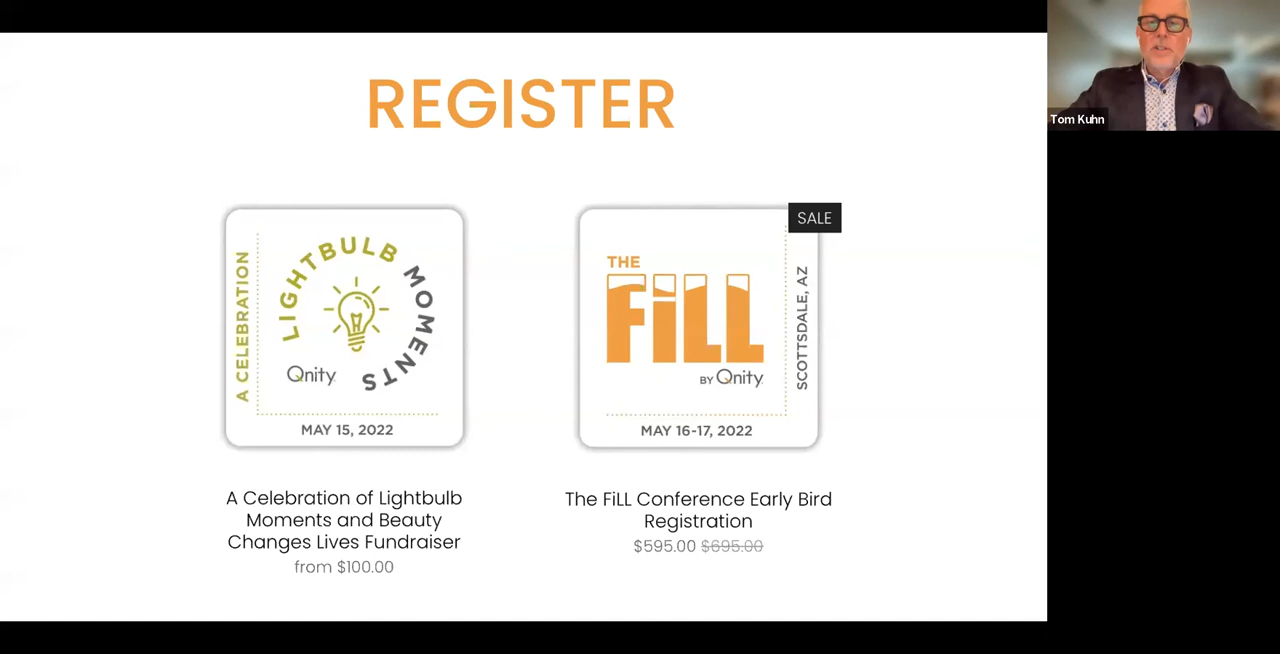 REGISTER
A CELEBRATION
LIGHTBULB MOMENTS
Qnity
MAY 15, 2022
SALE
THE
FiLL
BY Qnity
SCOTTSDALE, AZ
MAY 16-17, 2022
A Celebration of Lightbulb
Moments and Beauty
Changes Lives Fundraiser
from $100.00
The FiLL Conference Early Bird
Registration
$595.00 $695.00
Tom Kuhn